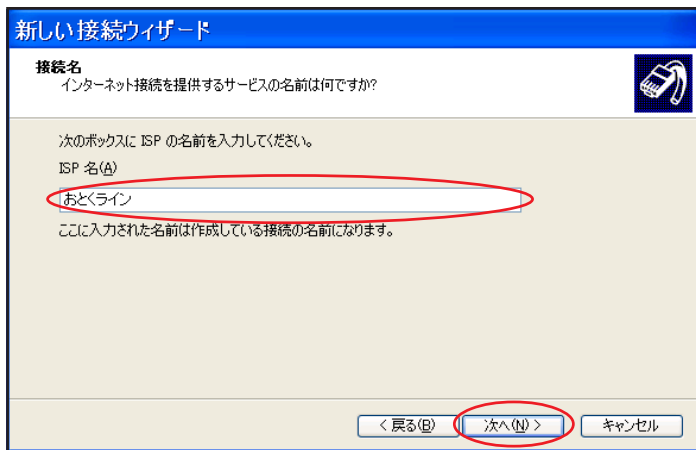 新しい接続ウィザード
接続名
インターネット接続を提供するサービスの名前は何ですか?
次のボックスに ISP の名前を入力してください。
ISP 名(A)
おとくライン
ここに入力された名前は作成している接続の名前になります。
< 戻る(B) 次へ(N) > キャンセル